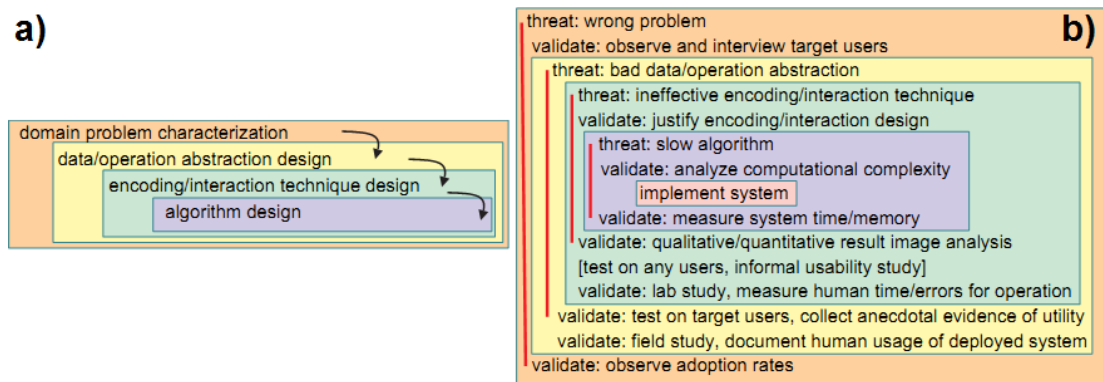 a)
domain problem characterization
data/operation abstraction design
encoding/interaction technique design
algorithm design
b)
threat: wrong problem
validate: observe and interview target users
threat: bad data/operation abstraction
threat: ineffective encoding/interaction technique
validate: justify encoding/interaction design
threat: slow algorithm
validate: analyze computational complexity
implement system
validate: measure system time/memory
validate: qualitative/quantitative result image analysis
[test on any users, informal usability study]
validate: lab study, measure human time/errors for operation
validate: test on target users, collect anecdotal evidence of utility
validate: field study, document human usage of deployed system
validate: observe adoption rates